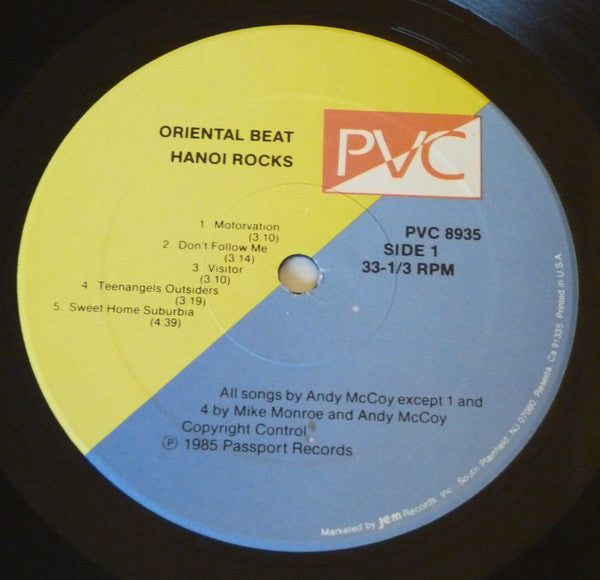 ORIENTAL BEAT
HANOI ROCKS
PVC
PVC 8935
SIDE 1
33-1/3 RPM
1. Motorvation
(3.10)
2. Don't Follow Me
(3.14)
3. Visitor
(3.10)
4. Teenangels Outsiders
(3.19)
5. Sweet Home Suburbia
(4:39)
All songs by Andy McCoy except 1 and
4 by Mike Monroe and Andy McCoy
Copyright Control
Ⓟ 1985 Passport Records
Marketed by jem Records, Inc. South Plainfield, NJ 07080 Reseda, Ca 91335 Printed in U.S.A.